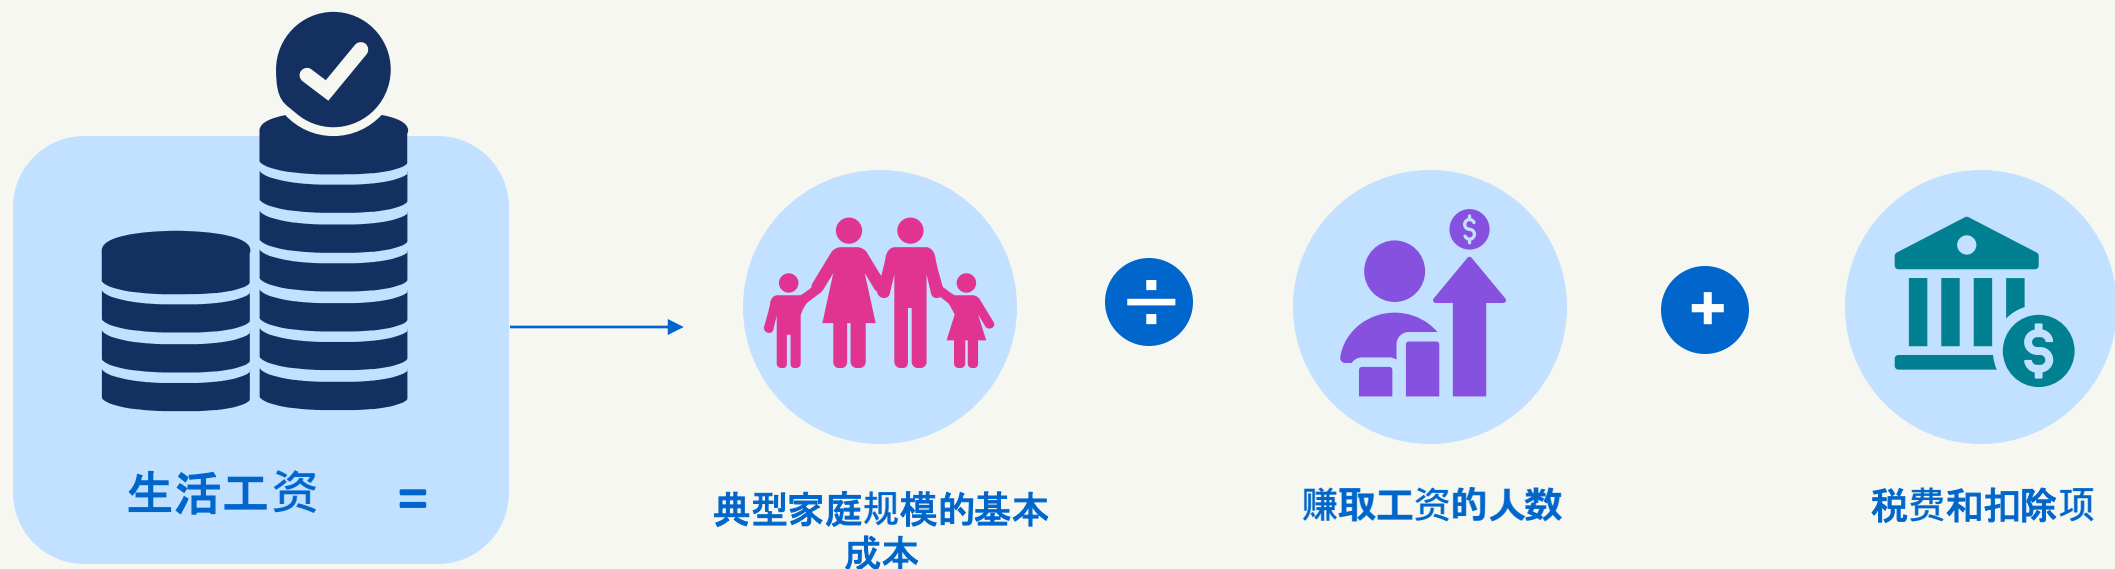 生活工资 =
典型家庭规模的基本
成本
÷
赚取工资的人数
+
税费和扣除项